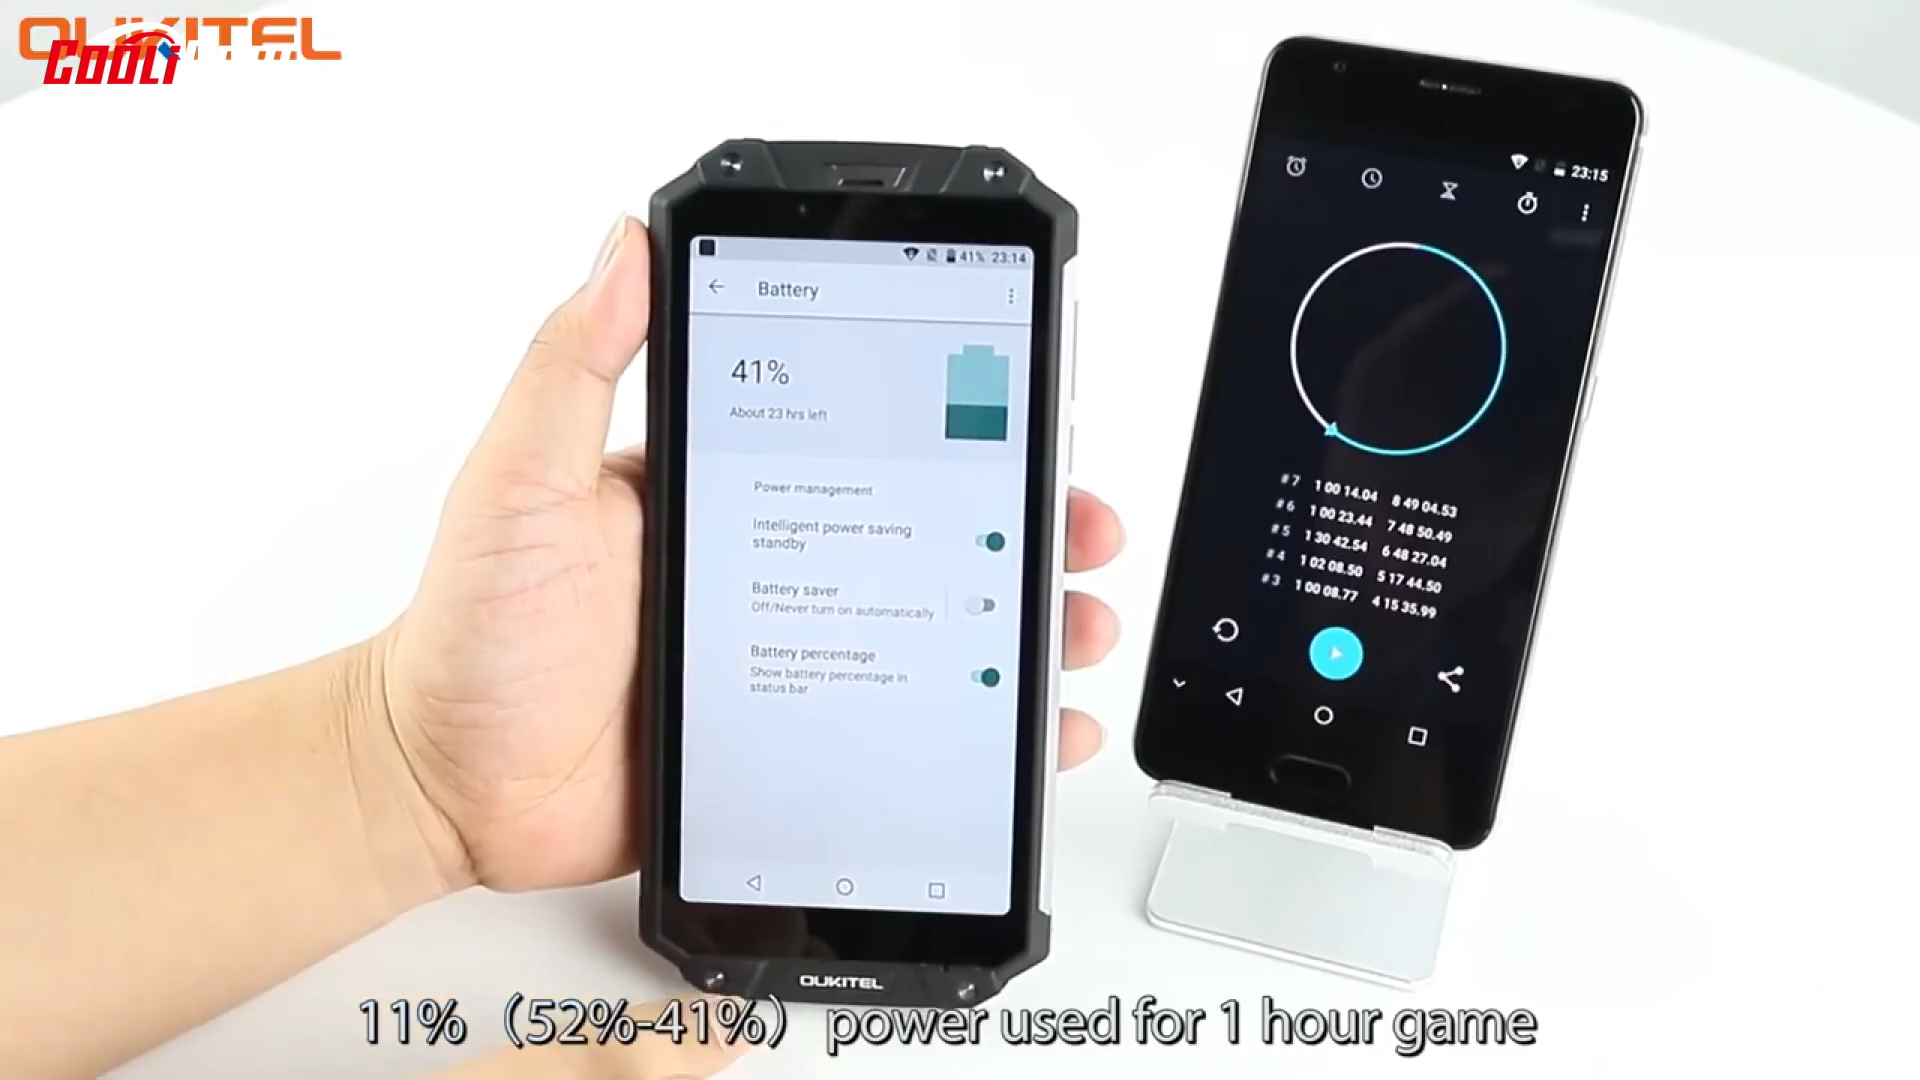 OUKITEL
COOLi
41% 23:14
Battery
41%
About 23 hrs left
Power management
Intelligent power saving
standby
Battery saver
Off/Never turn on automatically
Battery percentage
Show battery percentage in
status bar
OUKITEL
23:15
#7 1 00 14.04 8 49 04.53
#6 1 00 23.44 7 48 50.49
#5 1 30 42.54 6 48 27.04
#4 1 02 08.50 5 17 44.50
#3 1 00 08.77 4 15 35.99
11%（52%-41%）power used for 1 hour game